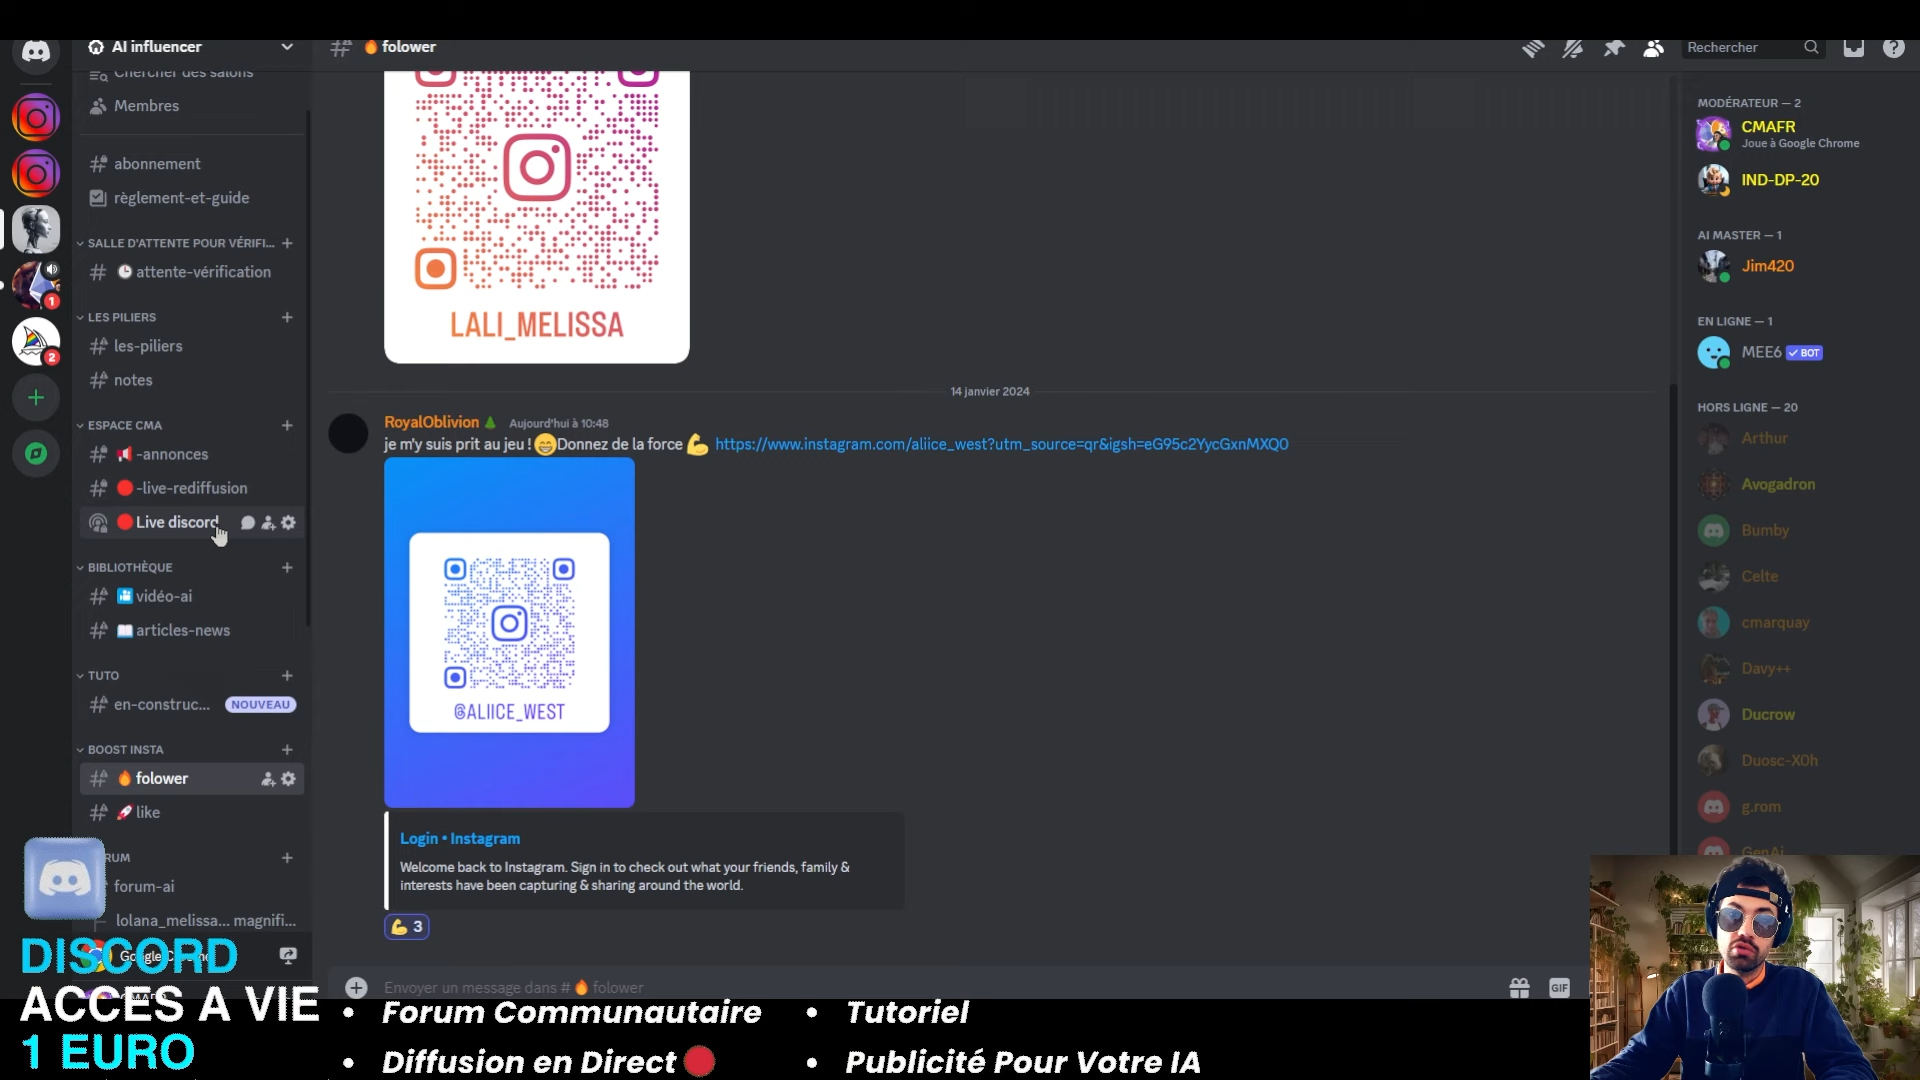 AI influencer
Chercher des salons
Membres
abonnement
règlement-et-guide
SALLE D'ATTENTE POUR VÉRIFI...
attente-vérification
LES PILIERS
les-piliers
notes
ESPACE CMA
-annonces
-live-rediffusion
Live discord
BIBLIOTHÈQUE
vidéo-ai
articles-news
TUTO
en-construc... NOUVEAU
BOOST INSTA
folower
like
RUM
forum-ai
lolana_melissa... magnifi...
1
2
folower
Rechercher
LALI_MELISSA
14 janvier 2024
RoyalOblivion Aujourd'hui à 10:48
je m'y suis prit au jeu ! 😁Donnez de la force 💪 https://www.instagram.com/aliice_west?utm_source=qr&igsh=eG95c2YycGxnMXQ0
@ALIICE_WEST
Login • Instagram
Welcome back to Instagram. Sign in to check out what your friends, family &
interests have been capturing & sharing around the world.
💪 3
Envoyer un message dans # 🔥 folower
GIF
MODÉRATEUR — 2
CMAFR
Joue à Google Chrome
IND-DP-20
AI MASTER — 1
Jim420
EN LIGNE — 1
MEE6 BOT
HORS LIGNE — 20
Arthur
Avogadron
Bumby
Celte
cmarquay
Davy++
Ducrow
Duosc-X0h
g.rom
GenAi
DISCORD
ACCES A VIE
1 EURO
• Forum Communautaire
• Diffusion en Direct
• Tutoriel
• Publicité Pour Votre IA